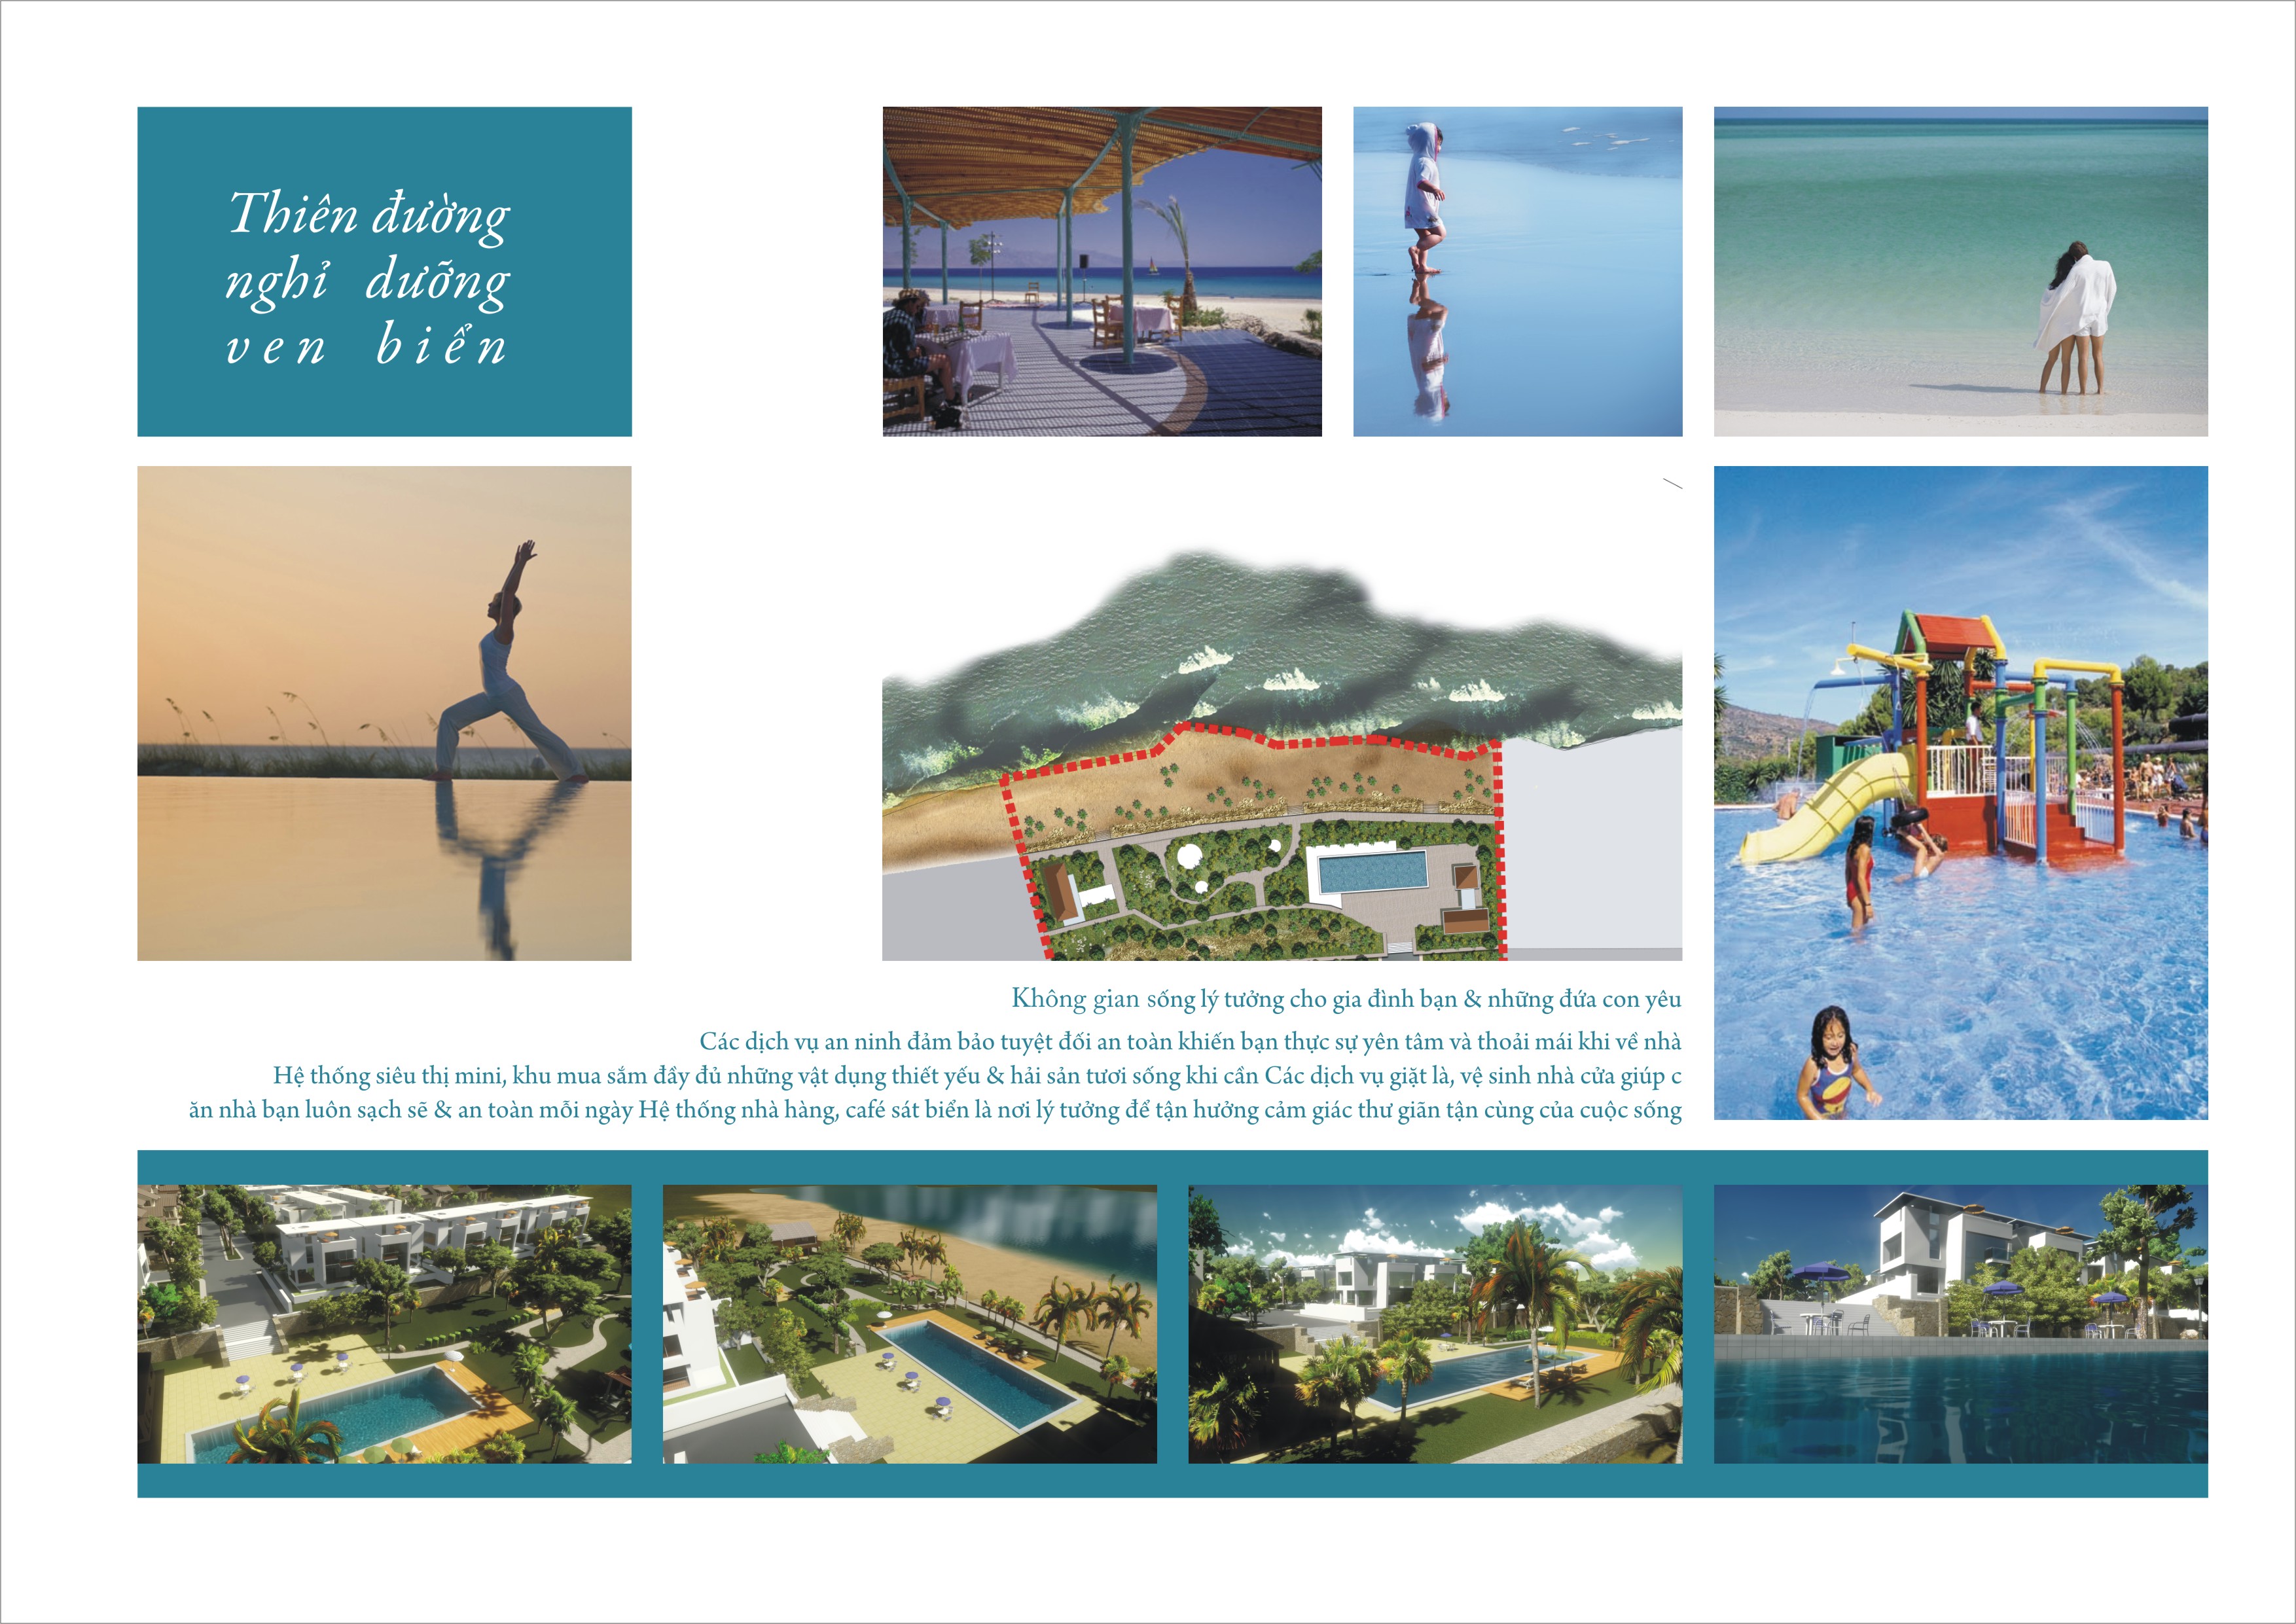 Thiên đường
nghỉ dưỡng
ven biển
Không gian sống lý tưởng cho gia đình bạn & những đứa con yêu
Các dịch vụ an ninh đảm bảo tuyệt đối an toàn khiến bạn thực sự yên tâm và thoải mái khi về nhà
Hệ thống siêu thị mini, khu mua sắm đầy đủ những vật dụng thiết yếu & hải sản tươi sống khi cần Các dịch vụ giặt là, vệ sinh nhà cửa giúp c
ăn nhà bạn luôn sạch sẽ & an toàn mỗi ngày Hệ thống nhà hàng, café sát biển là nơi lý tưởng để tận hưởng cảm giác thư giãn tận cùng của cuộc sống